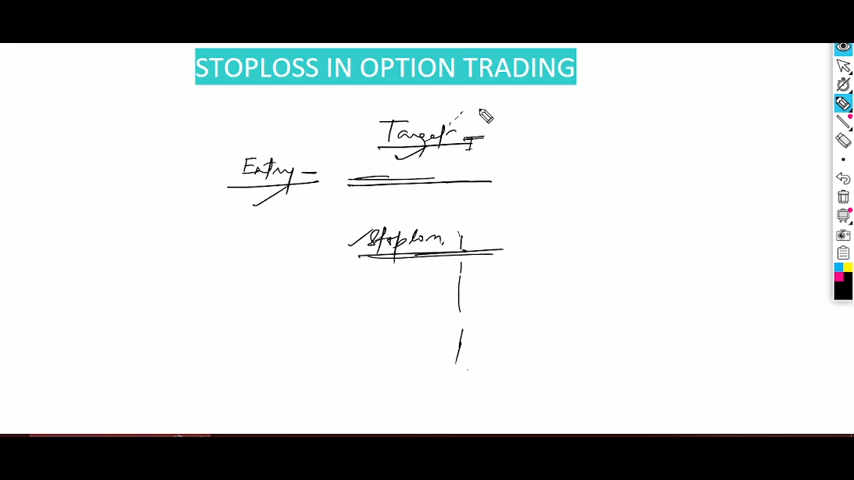 STOPLOSS IN OPTION TRADING
Target
Entry
Stoploss